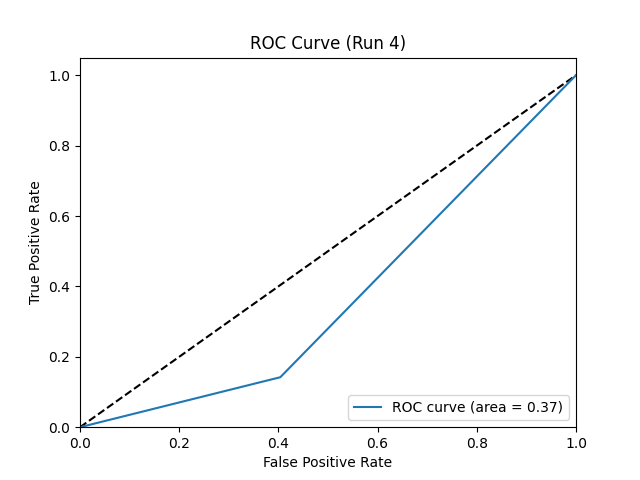 ROC Curve (Run 4)
1.0
0.8
0.6
0.4
0.2
0.0
True Positive Rate
0.0 0.2 0.4 0.6 0.8 1.0
False Positive Rate
ROC curve (area = 0.37)